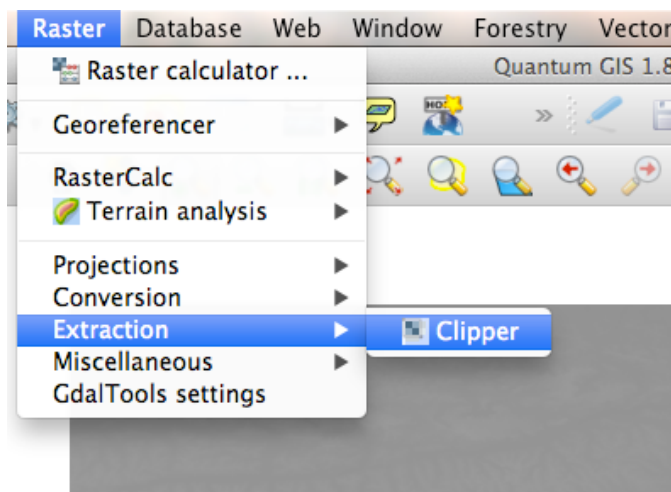 Raster Database Web Window Forestry Vector
Quantum GIS 1.8
Raster calculator ...
Georeferencer
RasterCalc
Terrain analysis
Projections
Conversion
Extraction
Clipper
Miscellaneous
GdalTools settings